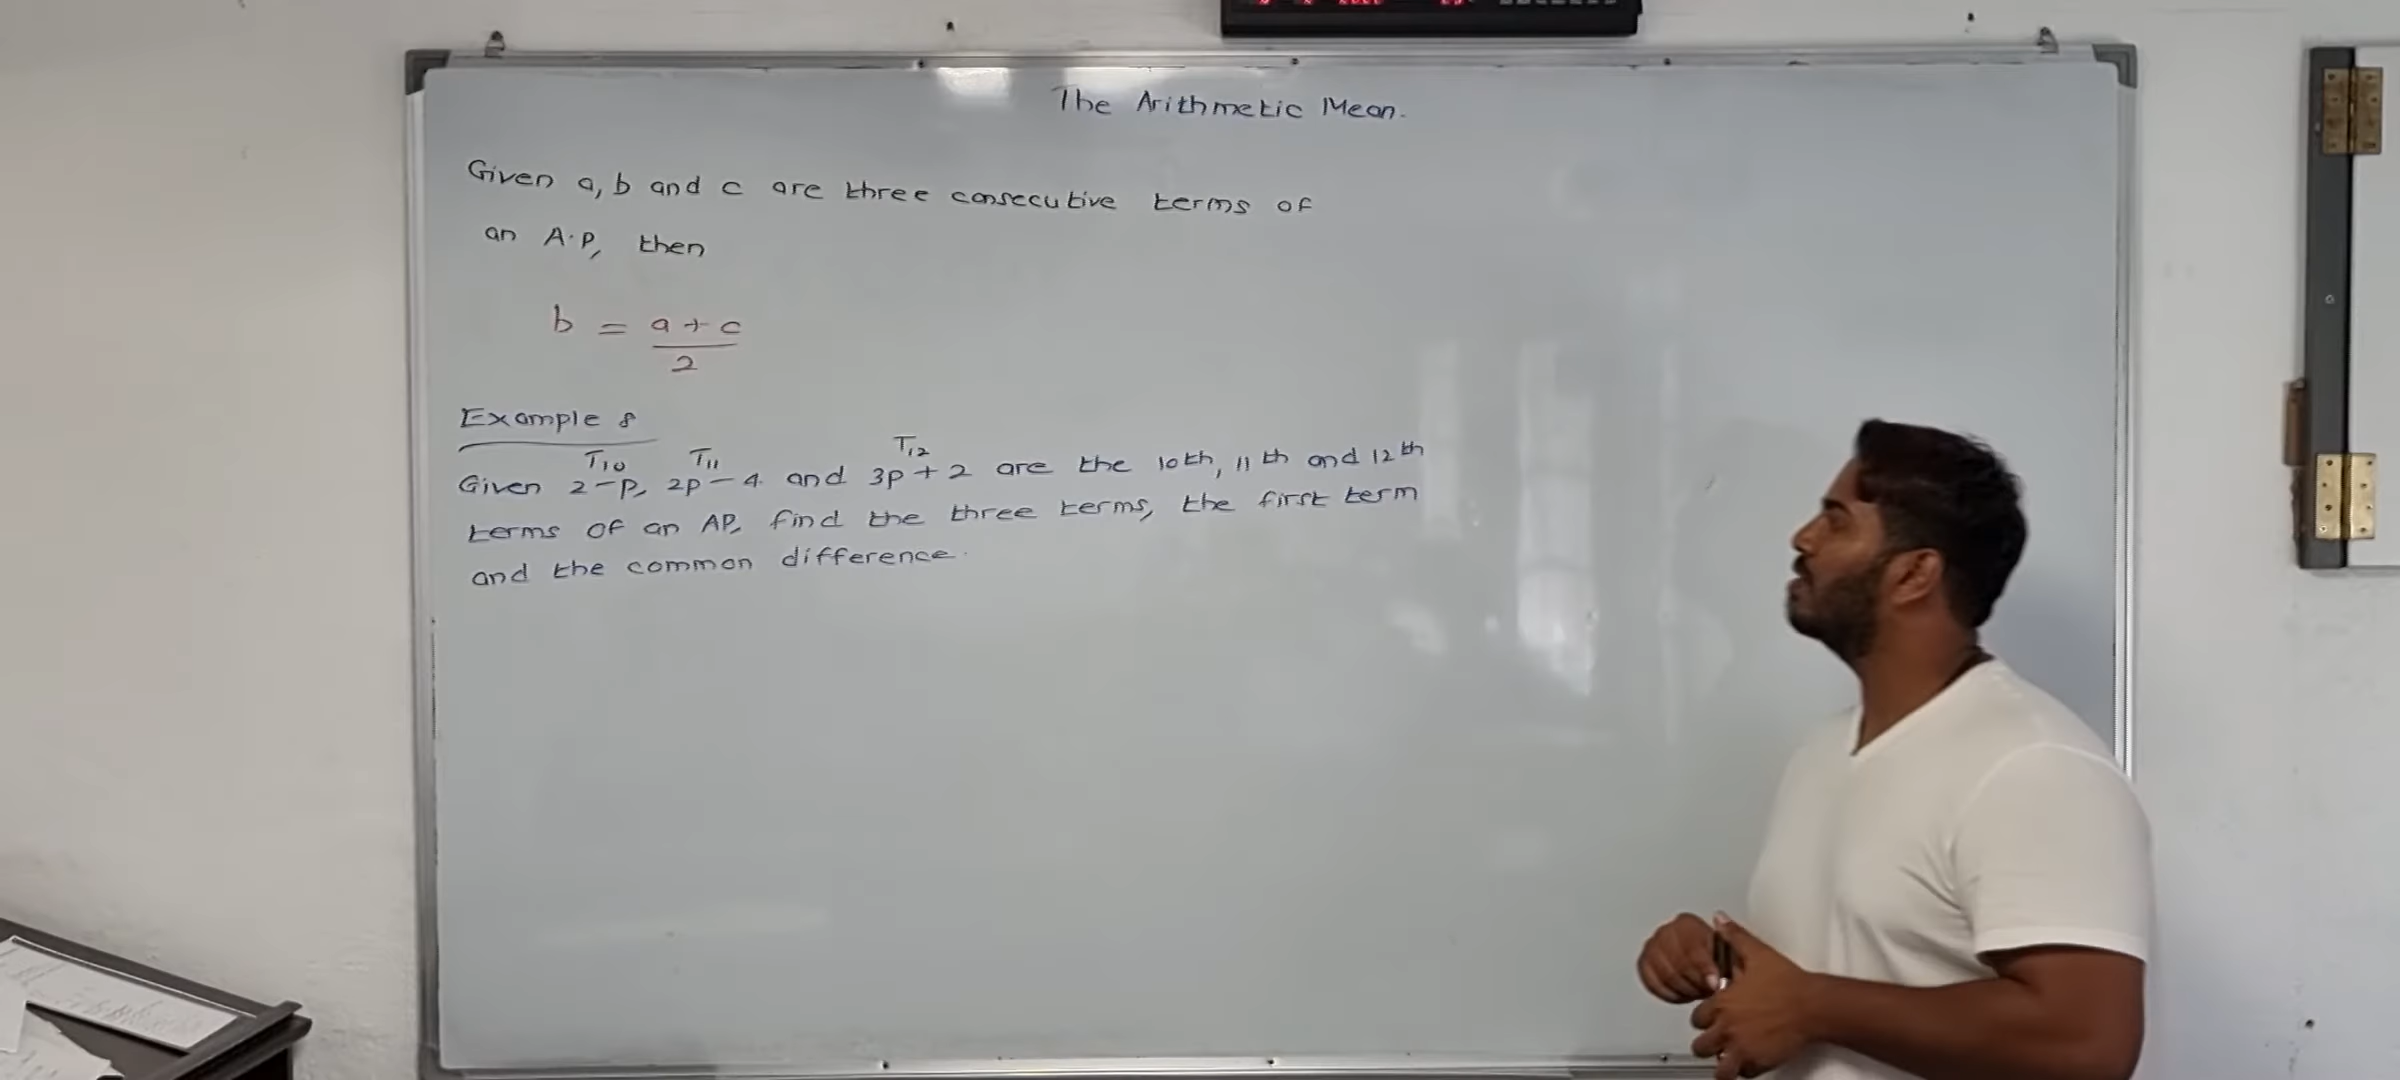 The Arithmetic Mean.
Given a, b and c are three consecutive terms of
an A.P, then
b = a + c
2
Example 8
T10 T11 T12
Given 2-p, 2p-4 and 3p+2 are the 10th, 11th and 12th
terms of an AP, find the three terms, the first term
and the common difference.